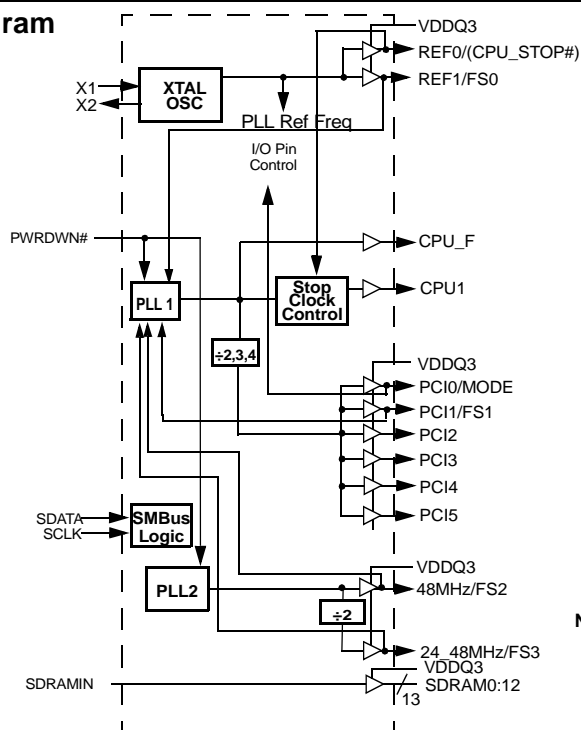 ram
VDDQ3
REF0/(CPU_STOP#)
X1
X2
XTAL
OSC
REF1/FS0
PLL Ref Freq
I/O Pin
Control
PWRDWN#
CPU_F
PLL 1
Stop
Clock
Control
CPU1
÷2,3,4
VDDQ3
PCI0/MODE
PCI1/FS1
PCI2
PCI3
PCI4
PCI5
SDATA
SCLK
SMBus
Logic
VDDQ3
PLL2
48MHz/FS2
÷2
N
24_48MHz/FS3
VDDQ3
SDRAMIN
SDRAM0:12
13